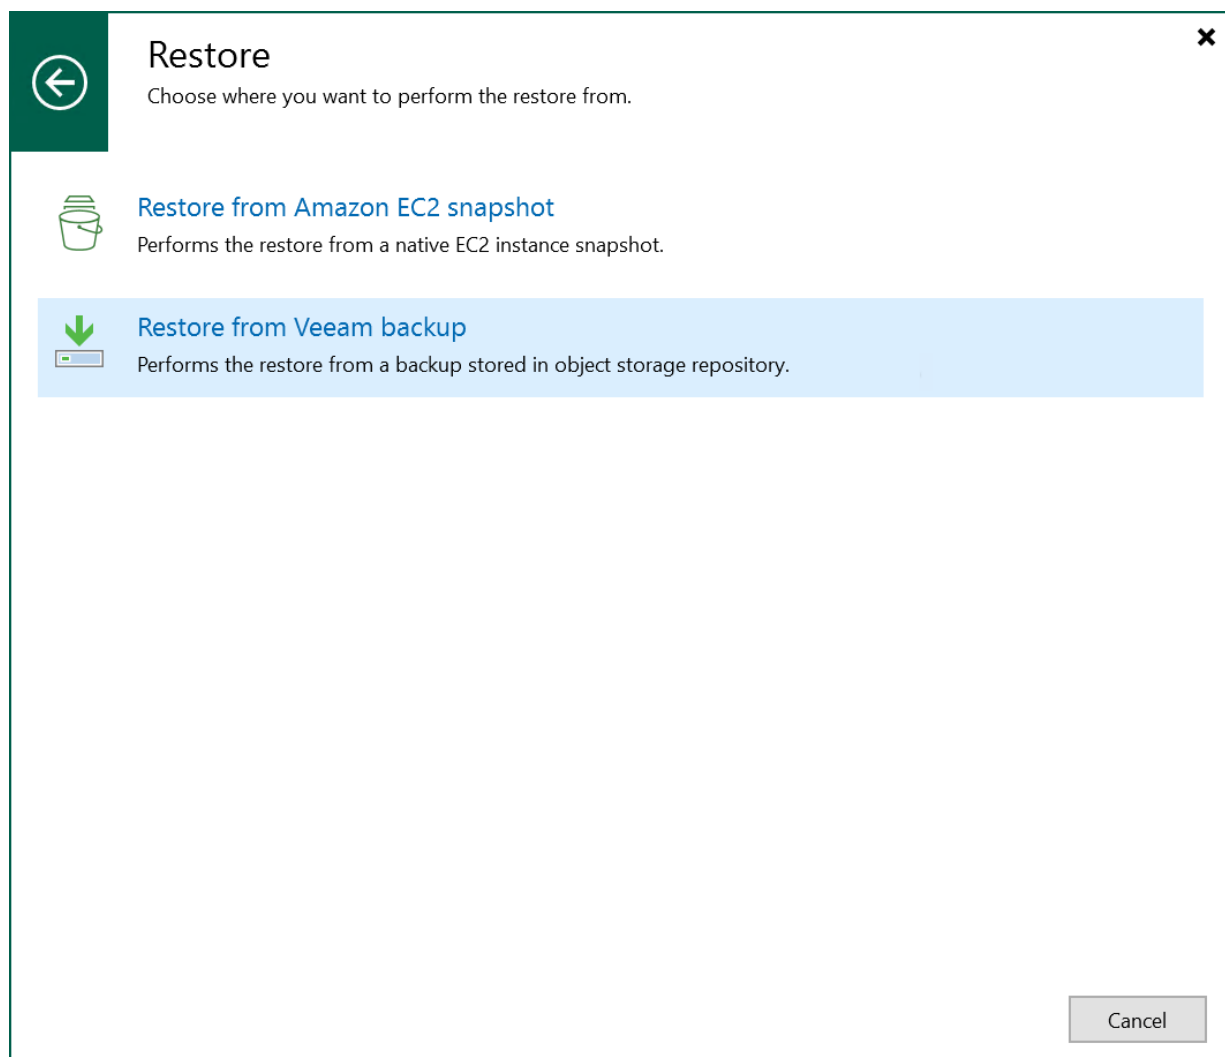 Restore
Choose where you want to perform the restore from.
Restore from Amazon EC2 snapshot
Performs the restore from a native EC2 instance snapshot.
Restore from Veeam backup
Performs the restore from a backup stored in object storage repository.
Cancel